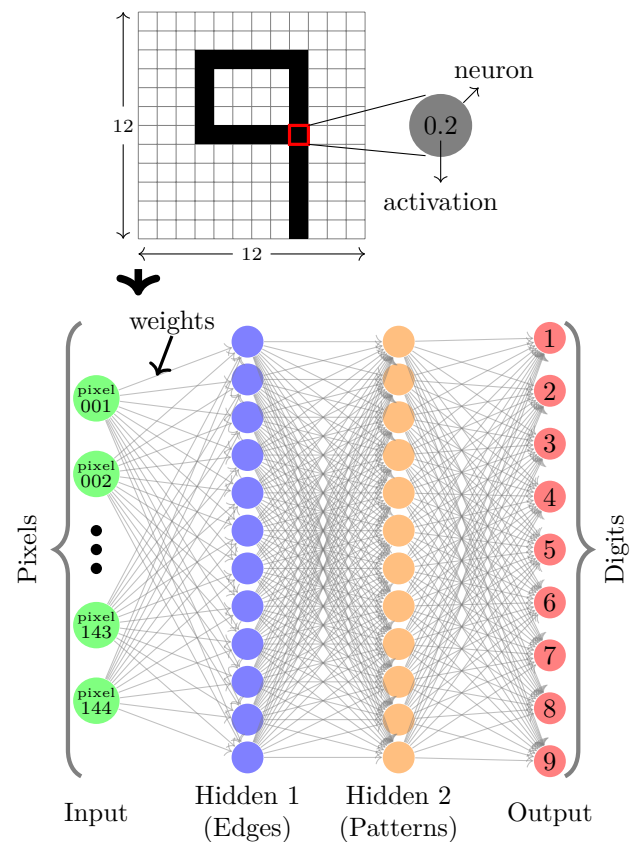 neuron
0.2
12
activation
12
weights
pixel
001
pixel
002
pixel
143
pixel
144
Pixels
1
2
3
4
5
6
7
8
9
Digits
Input
Hidden 1
(Edges)
Hidden 2
(Patterns)
Output